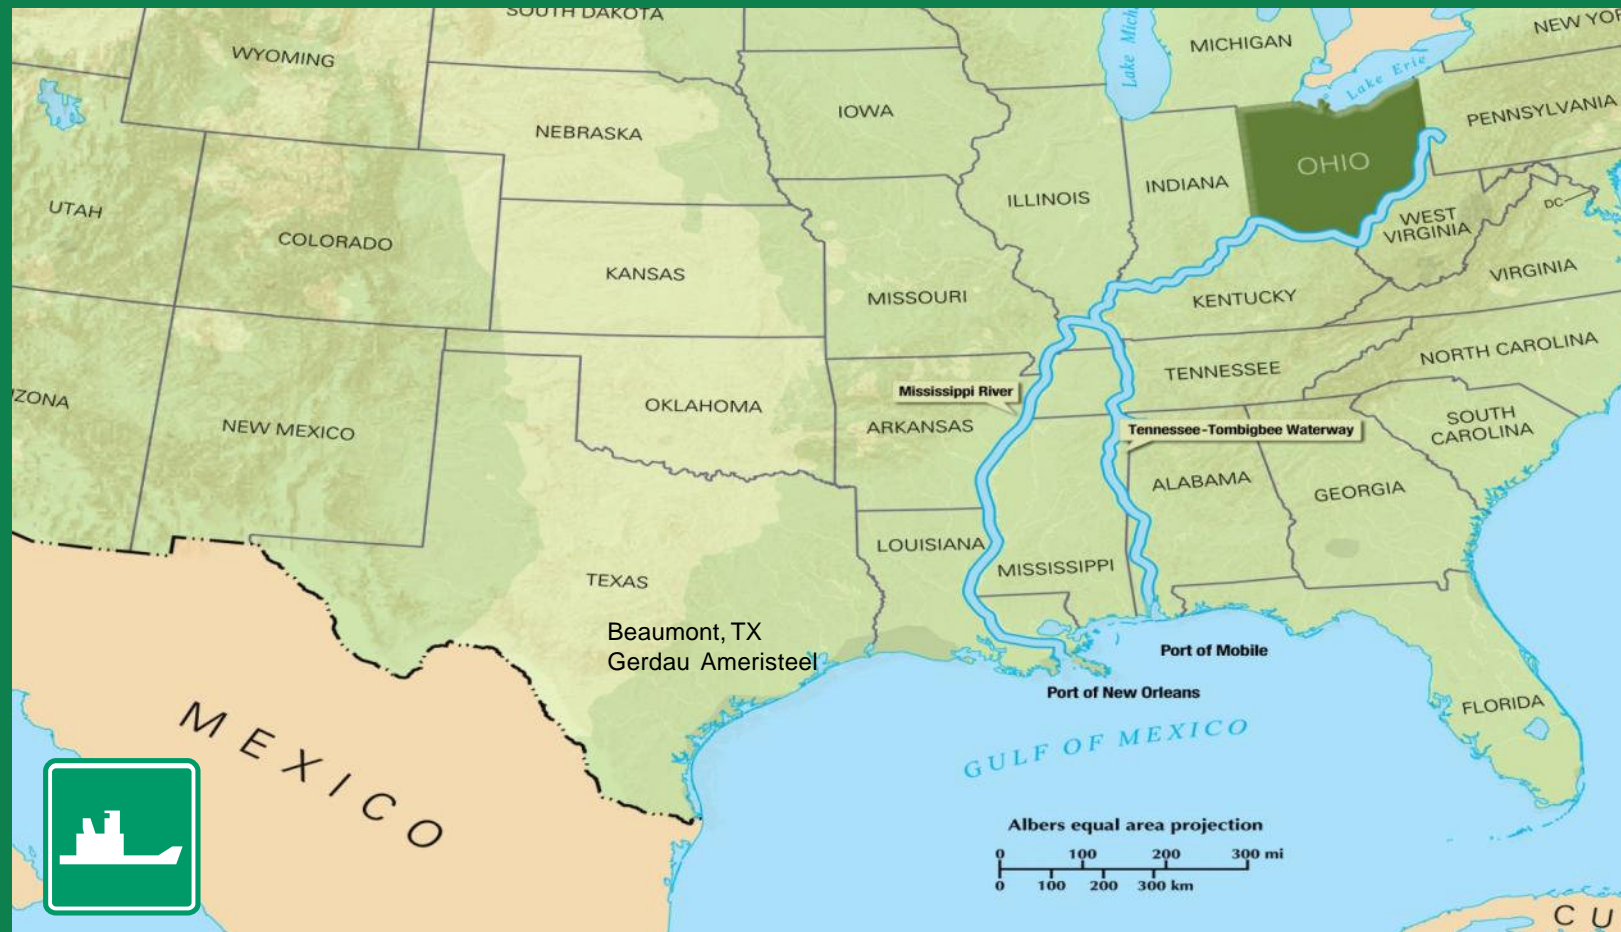 SOUTH DAKOTA
NEW YOR
WYOMING
MICHIGAN
Lake Mich
Lake Erie
IOWA
PENNSYLVANIA
NEBRASKA
OHIO
INDIANA
ILLINOIS
UTAH
DC
WEST
VIRGINIA
COLORADO
KANSAS
VIRGINIA
MISSOURI
KENTUCKY
NORTH CAROLINA
TENNESSEE
Mississippi River
IZONA
OKLAHOMA
SOUTH
CAROLINA
NEW MEXICO
ARKANSAS
Tennessee-Tombigbee Waterway
ALABAMA
GEORGIA
LOUISIANA
MISSISSIPPI
TEXAS
Beaumont, TX
Gerdau Ameristeel
Port of Mobile
Port of New Orleans
FLORIDA
GULF OF MEXICO
MEXICO
Albers equal area projection
0 100 200 300 mi
0 100 200 300 km
CU